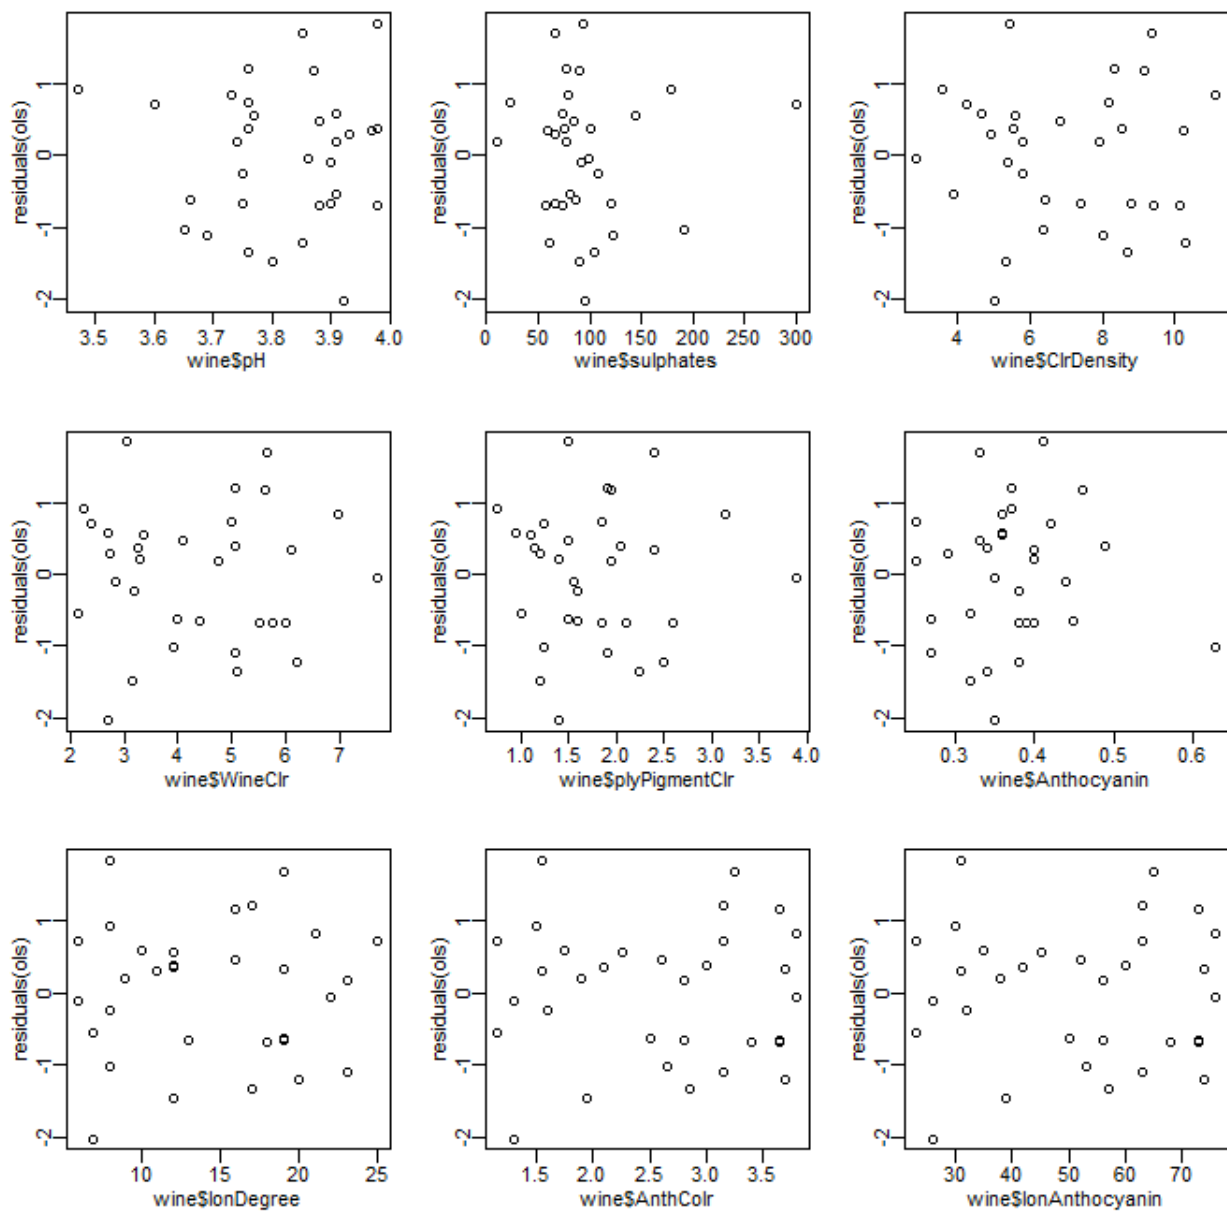 residuals(ols)
-2 -1 0 1
3.5 3.6 3.7 3.8 3.9 4.0
wine$pH
residuals(ols)
-2 -1 0 1
0 50 100 150 200 250 300
wine$sulphates
residuals(ols)
-2 -1 0 1
4 6 8 10
wine$ClrDensity
residuals(ols)
-2 -1 0 1
2 3 4 5 6 7
wine$WineClr
residuals(ols)
-2 -1 0 1
1.0 1.5 2.0 2.5 3.0 3.5 4.0
wine$plyPigmentClr
residuals(ols)
-2 -1 0 1
0.3 0.4 0.5 0.6
wine$Anthocyanin
residuals(ols)
-2 -1 0 1
10 15 20 25
wine$IonDegree
residuals(ols)
-2 -1 0 1
1.5 2.0 2.5 3.0 3.5
wine$AnthColr
residuals(ols)
-2 -1 0 1
30 40 50 60 70
wine$IonAnthocyanin